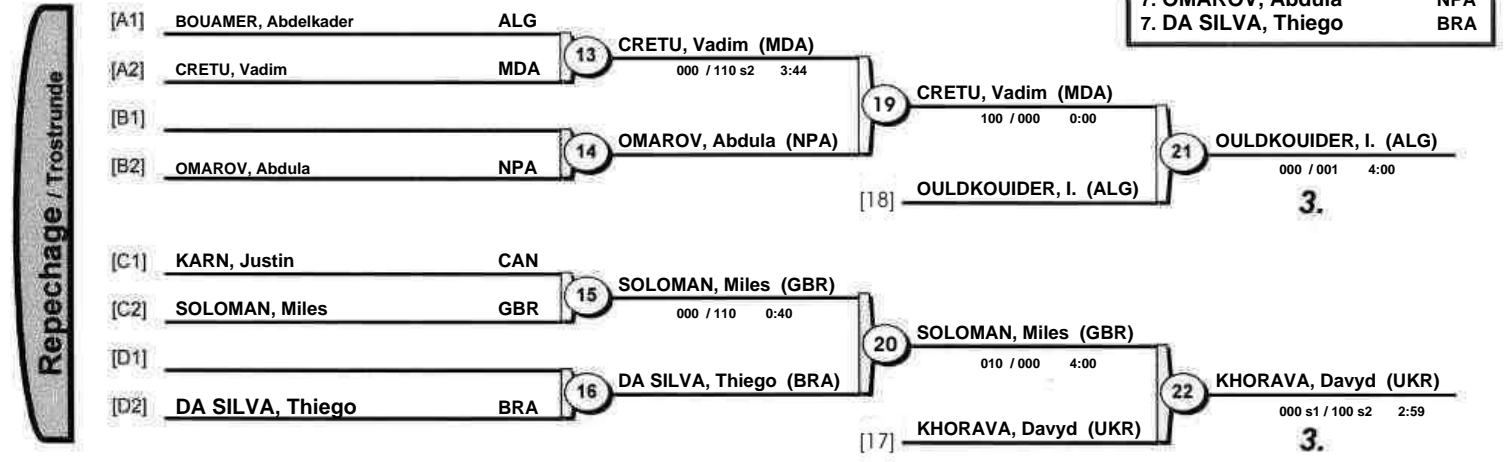 7. OMAROV, Abdula NPA
7. DA SILVA, Thiego BRA
Repechage / Trostrunde
[A1] BOUAMER, Abdelkader ALG
[A2] CRETU, Vadim MDA
13 CRETU, Vadim (MDA)
000 / 110 s2 3:44
[B1]
[B2] OMAROV, Abdula NPA
14 OMAROV, Abdula (NPA)
19 CRETU, Vadim (MDA)
100 / 000 0:00
[18] OULDKOUIDER, I. (ALG)
21 OULDKOUIDER, I. (ALG)
000 / 001 4:00
3.
[C1] KARN, Justin CAN
[C2] SOLOMAN, Miles GBR
15 SOLOMAN, Miles (GBR)
000 / 110 0:40
[D1]
[D2] DA SILVA, Thiego BRA
16 DA SILVA, Thiego (BRA)
20 SOLOMAN, Miles (GBR)
010 / 000 4:00
[17] KHORAVA, Davyd (UKR)
22 KHORAVA, Davyd (UKR)
000 s1 / 100 s2 2:59
3.